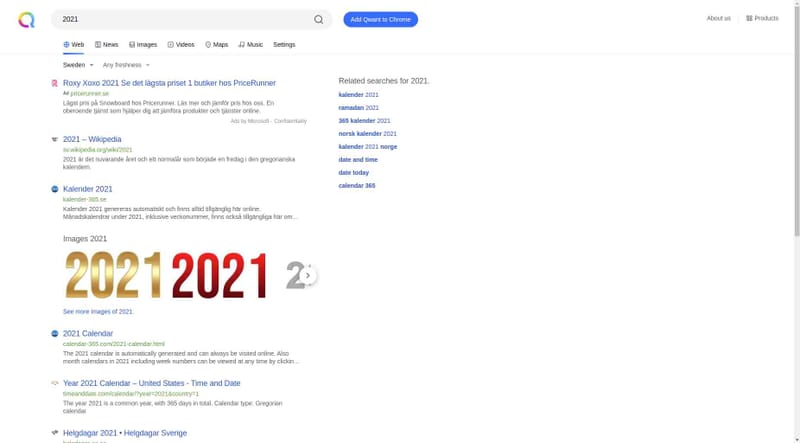 2021
Add Qwant to Chrome
About us
Products
Web
News
Images
Videos
Maps
Music
Settings
Sweden
Any freshness
Roxy Xoxo 2021 Se det lägsta priset 1 butiker hos PriceRunner
Ad pricerunner.se
Lägst pris på Snowboard hos Pricerunner. Läs mer och jämför pris hos oss. En
oberoende tjänst som hjälper dig att jämföra produkter och tjänster online.
Ads by Microsoft - Confidentiality
2021 – Wikipedia
sv.wikipedia.org/wiki/2021
2021 är det nuvarande året och ett normalår som började en fredag i den gregorianska
kalendern.
Kalender 2021
kalender-365.se
Kalender 2021 genereras automatiskt och finns alltid tillgänglig här online.
Månadskalendrar under 2021, inklusive veckonummer, finns också tillgängliga här om...
Images 2021
2021
2021
See more images of 2021.
2021 Calendar
calendar-365.com/2021-calendar.html
The 2021 calendar is automatically generated and can always be visited online. Also
month calendars in 2021 including week numbers can be viewed at any time by clickin...
Year 2021 Calendar – United States - Time and Date
timeanddate.com/calendar/?year=2021&country=1
The year 2021 is a common year, with 365 days in total. Calendar type: Gregorian
calendar
Helgdagar 2021 • Helgdagar Sverige
Related searches for 2021.
kalender 2021
ramadan 2021
365 kalender 2021
norsk kalender 2021
kalender 2021 norge
date and time
date today
calendar 365